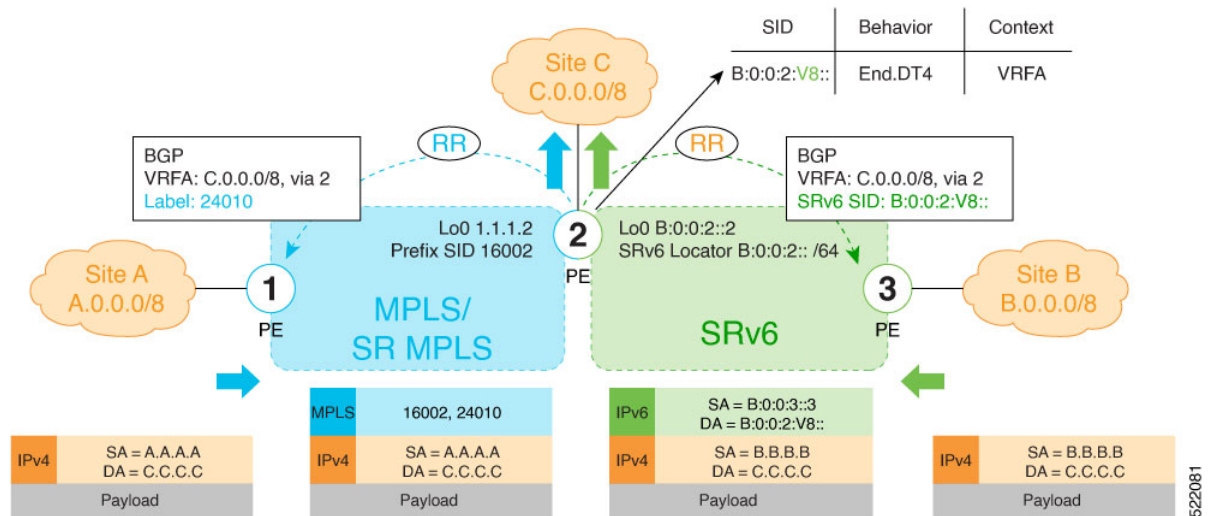 SID Behavior Context
B:0:0:2:V8:: End.DT4 VRFA
Site C
C.0.0.0/8
RR
RR
BGP
VRFA: C.0.0.0/8, via 2
Label: 24010
BGP
VRFA: C.0.0.0/8, via 2
SRv6 SID: B:0:0:2:V8::
Lo0 1.1.1.2
Prefix SID 16002
2
PE
Lo0 B:0:0:2::2
SRv6 Locator B:0:0:2:: /64
Site A
A.0.0.0/8
1
PE
MPLS/
SR MPLS
SRv6
3
PE
Site B
B.0.0.0/8
IPv4
SA = A.A.A.A
DA = C.C.C.C
Payload
MPLS
16002, 24010
IPv4
SA = A.A.A.A
DA = C.C.C.C
Payload
IPv6
SA = B:0:0:3::3
DA = B:0:0:2:V8::
IPv4
SA = B.B.B.B
DA = C.C.C.C
Payload
IPv4
SA = B.B.B.B
DA = C.C.C.C
Payload
522081